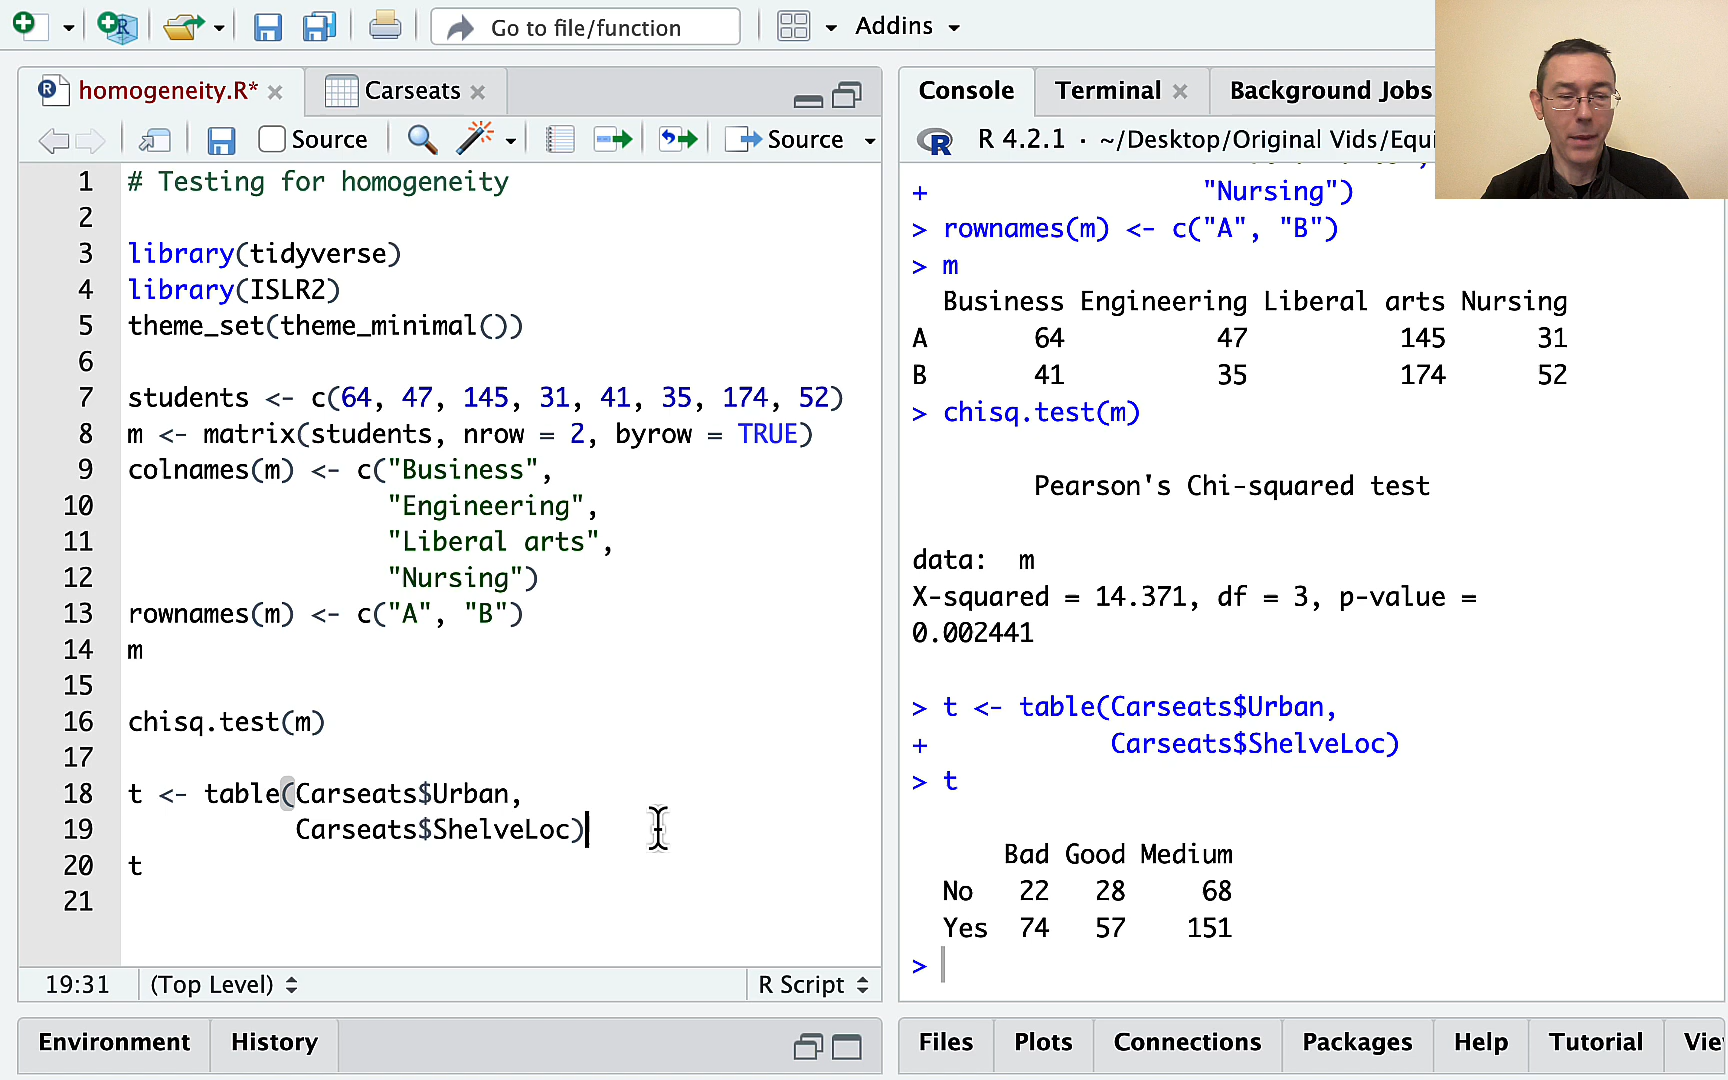 Go to file/function
Addins
homogeneity.R*
Carseats
Source
Source
1 # Testing for homogeneity
2
3 library(tidyverse)
4 library(ISLR2)
5 theme_set(theme_minimal())
6
7 students <- c(64, 47, 145, 31, 41, 35, 174, 52)
8 m <- matrix(students, nrow = 2, byrow = TRUE)
9 colnames(m) <- c("Business",
10 "Engineering",
11 "Liberal arts",
12 "Nursing")
13 rownames(m) <- c("A", "B")
14 m
15
16 chisq.test(m)
17
18 t <- table(Carseats$Urban,
19 Carseats$ShelveLoc)
20 t
21
19:31 (Top Level) R Script
Environment History
Console Terminal Background Jobs
R 4.2.1 · ~/Desktop/Original Vids/Equi
+ "Nursing")
> rownames(m) <- c("A", "B")
> m
Business Engineering Liberal arts Nursing
A 64 47 145 31
B 41 35 174 52
> chisq.test(m)
Pearson's Chi-squared test
data: m
X-squared = 14.371, df = 3, p-value =
0.002441
> t <- table(Carseats$Urban,
+ Carseats$ShelveLoc)
> t
Bad Good Medium
No 22 28 68
Yes 74 57 151
>
Files Plots Connections Packages Help Tutorial Vie